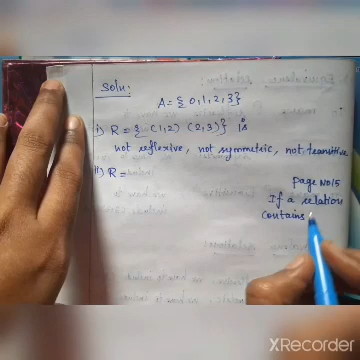 Solu:
A = { 0, 1, 2, 3 }
i) R = { (1,2) (2,3) } is
not reflexive, not symmetric, not transitive
ii) R =
Page No 15
If a relation
contains
XRecorder